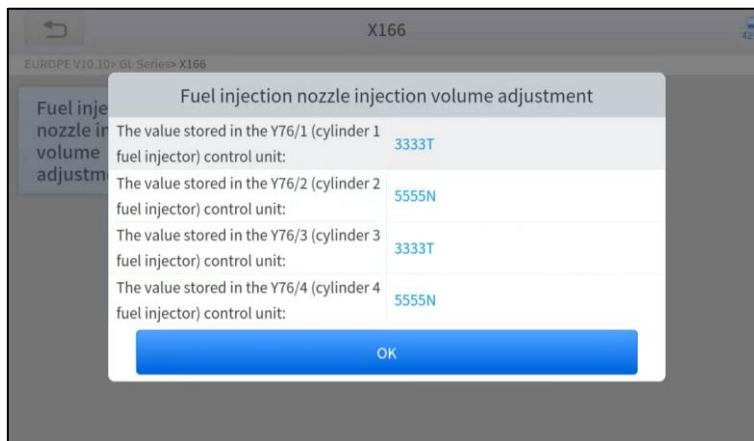 X166
42
EUROPE V10.10> GL Series> X166
Fuel inje
nozzle in
volume
adjustm
Fuel injection nozzle injection volume adjustment
The value stored in the Y76/1 (cylinder 1
fuel injector) control unit:
3333T
The value stored in the Y76/2 (cylinder 2
fuel injector) control unit:
5555N
The value stored in the Y76/3 (cylinder 3
fuel injector) control unit:
3333T
The value stored in the Y76/4 (cylinder 4
fuel injector) control unit:
5555N
OK